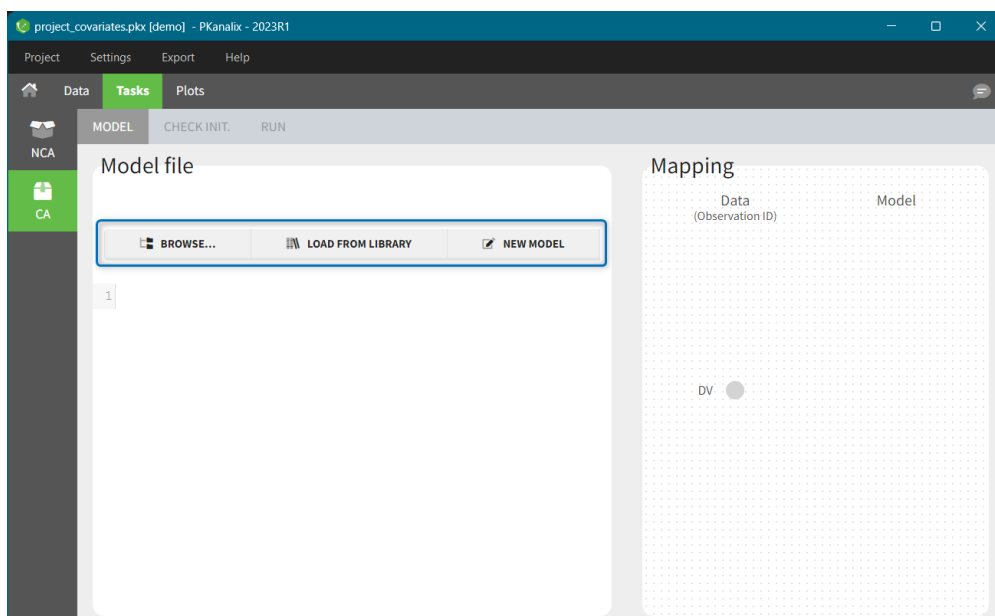 project_covariates.pkx [demo] - PKanalix - 2023R1
Project Settings Export Help
Data Tasks Plots
NCA
CA
MODEL CHECK INIT. RUN
Model file
BROWSE... LOAD FROM LIBRARY NEW MODEL
1
Mapping
Data Model
(Observation ID)
DV